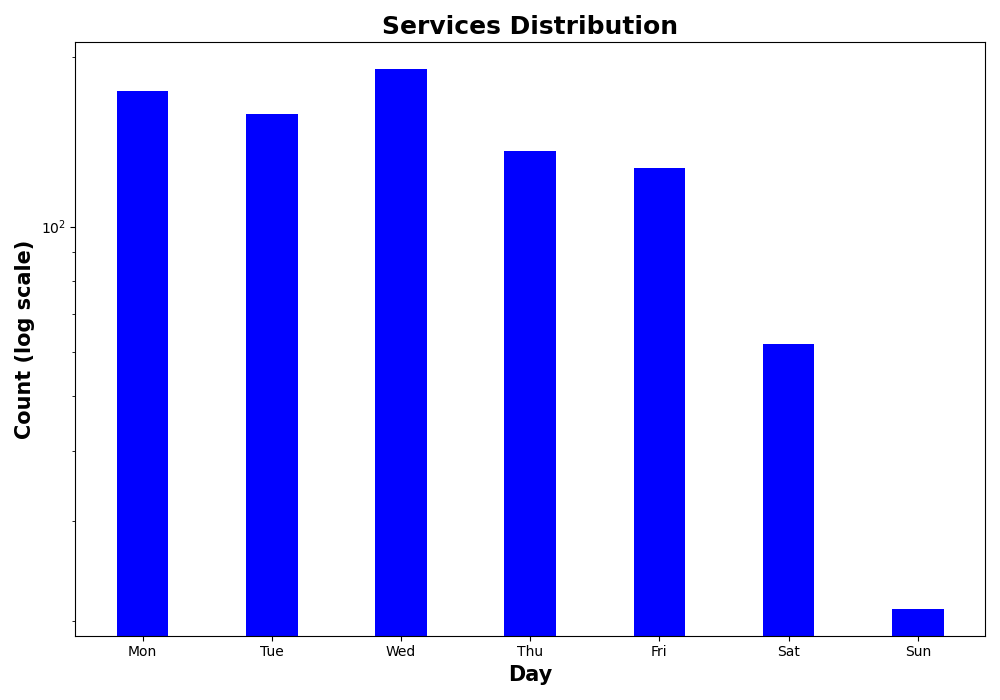 Services Distribution
Count (log scale)
10²
Mon Tue Wed Thu Fri Sat Sun
Day